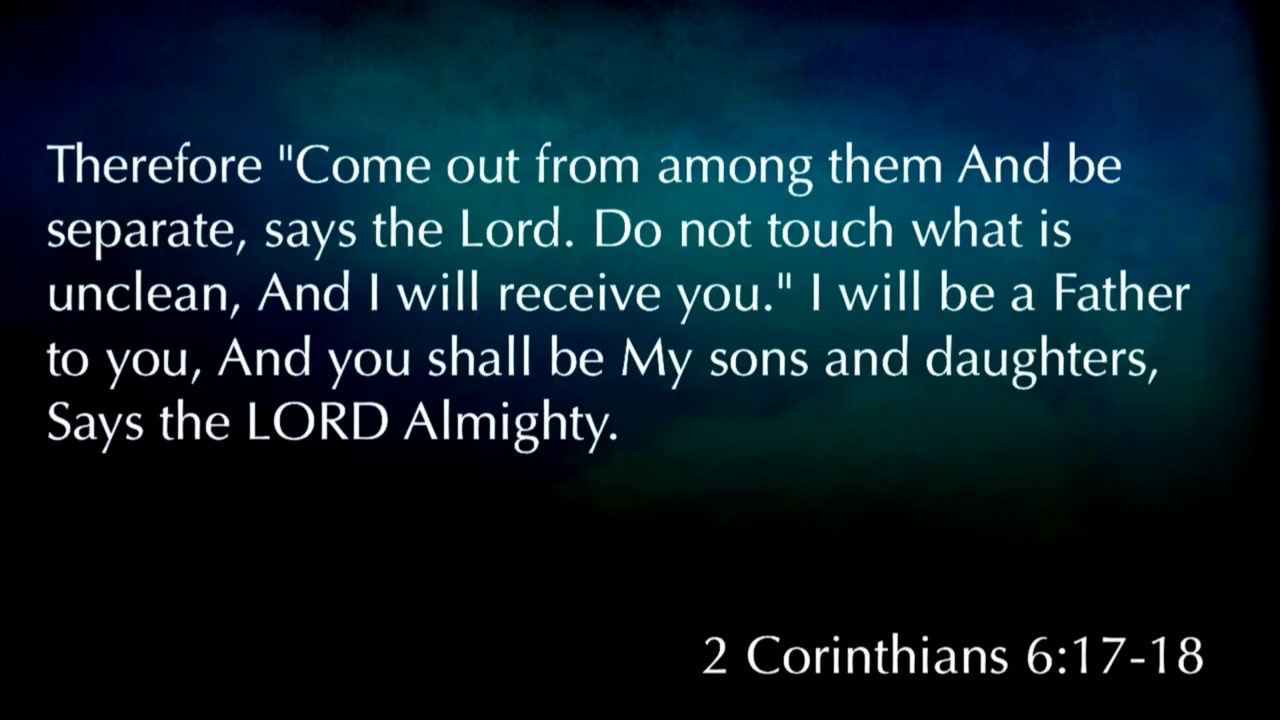 Therefore "Come out from among them And be
separate, says the Lord. Do not touch what is
unclean, And I will receive you." I will be a Father
to you, And you shall be My sons and daughters,
Says the LORD Almighty.
2 Corinthians 6:17-18